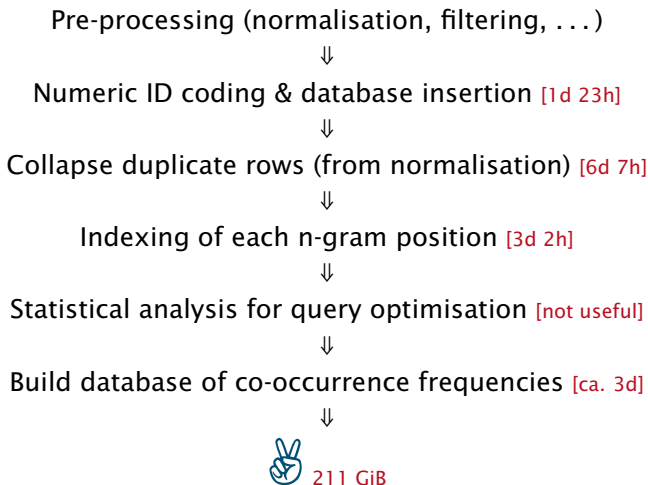 Pre-processing (normalisation, filtering, . . . )
⇓
Numeric ID coding & database insertion [1d 23h]
⇓
Collapse duplicate rows (from normalisation) [6d 7h]
⇓
Indexing of each n-gram position [3d 2h]
⇓
Statistical analysis for query optimisation [not useful]
⇓
Build database of co-occurrence frequencies [ca. 3d]
⇓
211 GiB